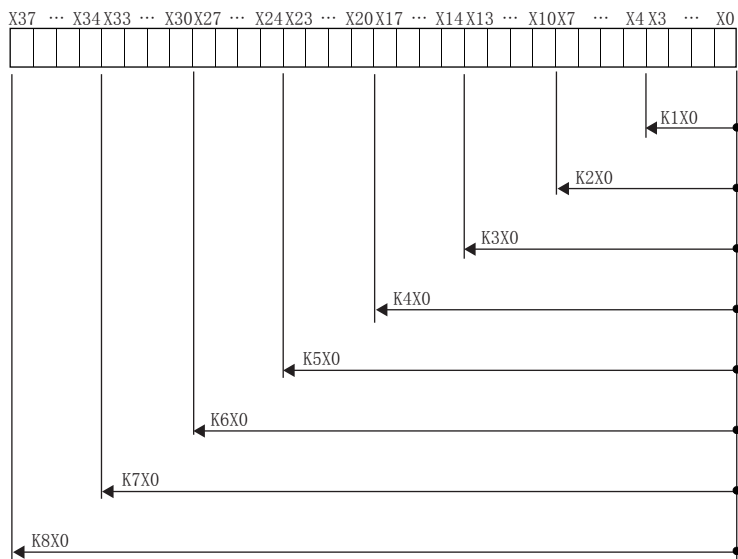 X37 ··· X34 X33 ··· X30 X27 ··· X24 X23 ··· X20 X17 ··· X14 X13 ··· X10 X7 ··· X4 X3 ··· X0
K1X0
K2X0
K3X0
K4X0
K5X0
K6X0
K7X0
K8X0